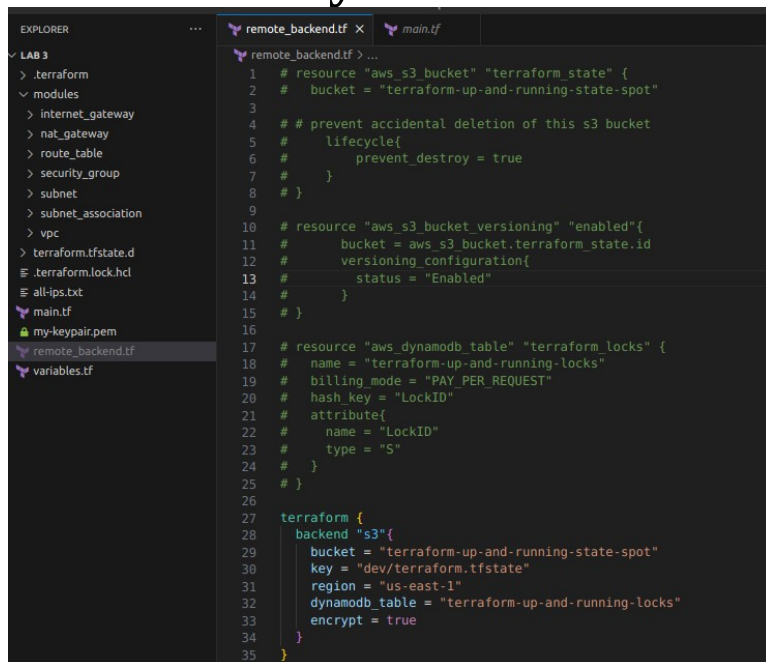 EXPLORER ...
LAB 3
> .terraform
modules
> internet_gateway
> nat_gateway
> route_table
> security_group
> subnet
> subnet_association
> vpc
> terraform.tfstate.d
.terraform.lock.hcl
all-ips.txt
main.tf
my-keypair.pem
remote_backend.tf
variables.tf
remote_backend.tf ×
main.tf
remote_backend.tf > ...
1 # resource "aws_s3_bucket" "terraform_state" {
2 #   bucket = "terraform-up-and-running-state-spot"
3
4 # # prevent accidental deletion of this s3 bucket
5 #     lifecycle{
6 #         prevent_destroy = true
7 #     }
8 # }
9
10 # resource "aws_s3_bucket_versioning" "enabled"{
11 #       bucket = aws_s3_bucket.terraform_state.id
12 #       versioning_configuration{
13 #         status = "Enabled"
14 #       }
15 # }
16
17 # resource "aws_dynamodb_table" "terraform_locks" {
18 #   name = "terraform-up-and-running-locks"
19 #   billing_mode = "PAY_PER_REQUEST"
20 #   hash_key = "LockID"
21 #   attribute{
22 #     name = "LockID"
23 #     type = "S"
24 #   }
25 # }
26
27 terraform {
28   backend "s3"{
29     bucket = "terraform-up-and-running-state-spot"
30     key = "dev/terraform.tfstate"
31     region = "us-east-1"
32     dynamodb_table = "terraform-up-and-running-locks"
33     encrypt = true
34   }
35 }